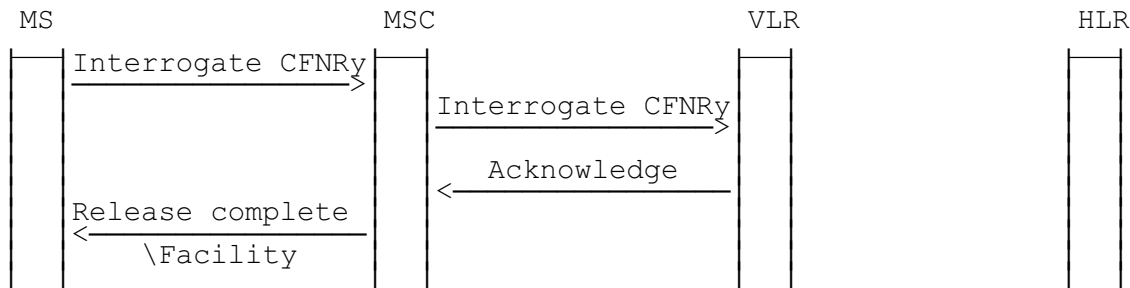 MS MSC VLR HLR
Interrogate CFNRy
Interrogate CFNRy
Acknowledge
Release complete
\Facility